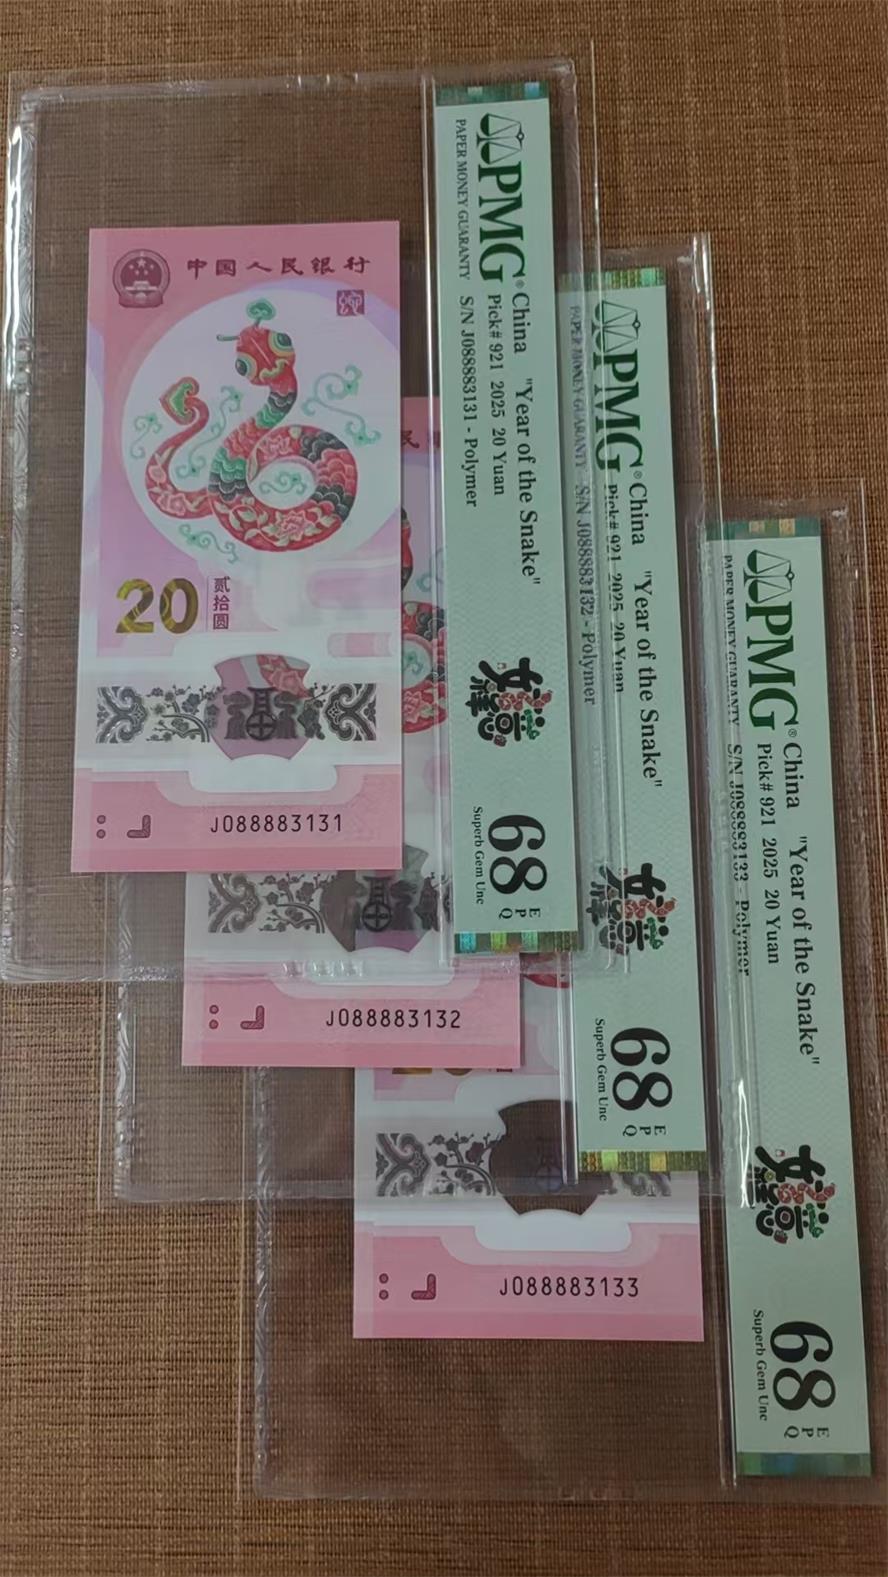 中国人民银行
20
贰拾圆
J088883131
PMG®
PAPER MONEY GUARANTY
China "Year of the Snake"
Pick# 921 2025 20 Yuan
S/N J088883131 - Polymer
68
E
P
Q
Superb Gem Unc
民
J088883132
PMG
PAPER MONEY GUARANTY
China "Year of the Snake"
Pick# 921 2025 20 Yuan
S/N J088883132 - Polymer
68
E
P
Q
Superb Gem Unc
J088883133
PMG®
PAPER MONEY GUARANTY
China "Year of the Snake"
Pick# 921 2025 20 Yuan
S/N J088883133 - Polymer
68
E
P
Q
Superb Gem Unc